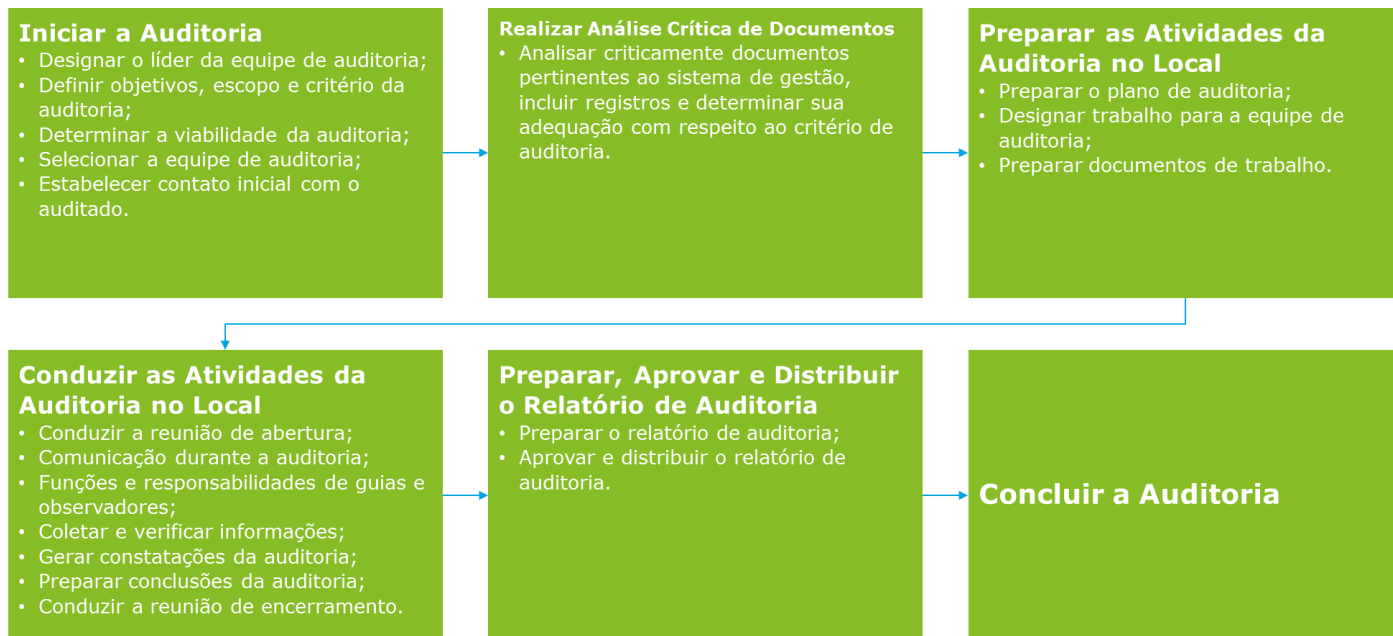 Iniciar a Auditoria
• Designar o líder da equipe de auditoria;
• Definir objetivos, escopo e critério da
auditoria;
• Determinar a viabilidade da auditoria;
• Selecionar a equipe de auditoria;
• Estabelecer contato inicial com o
auditado.
Realizar Análise Crítica de Documentos
• Analisar criticamente documentos
pertinentes ao sistema de gestão,
incluir registros e determinar sua
adequação com respeito ao critério de
auditoria.
Preparar as Atividades da
Auditoria no Local
• Preparar o plano de auditoria;
• Designar trabalho para a equipe de
auditoria;
• Preparar documentos de trabalho.
Conduzir as Atividades da
Auditoria no Local
• Conduzir a reunião de abertura;
• Comunicação durante a auditoria;
• Funções e responsabilidades de guias e
observadores;
• Coletar e verificar informações;
• Gerar constatações da auditoria;
• Preparar conclusões da auditoria;
• Conduzir a reunião de encerramento.
Preparar, Aprovar e Distribuir
o Relatório de Auditoria
• Preparar o relatório de auditoria;
• Aprovar e distribuir o relatório de
auditoria.
Concluir a Auditoria